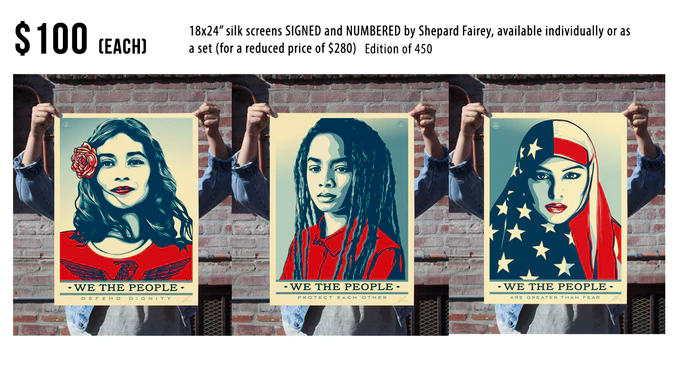 $100 (EACH)
18x24” silk screens SIGNED and NUMBERED by Shepard Fairey, available individually or as
a set (for a reduced price of $280) Edition of 450
· WE THE PEOPLE ·
DEFEND DIGNITY
· WE THE PEOPLE ·
PROTECT EACH OTHER
· WE THE PEOPLE ·
ARE GREATER THAN FEAR